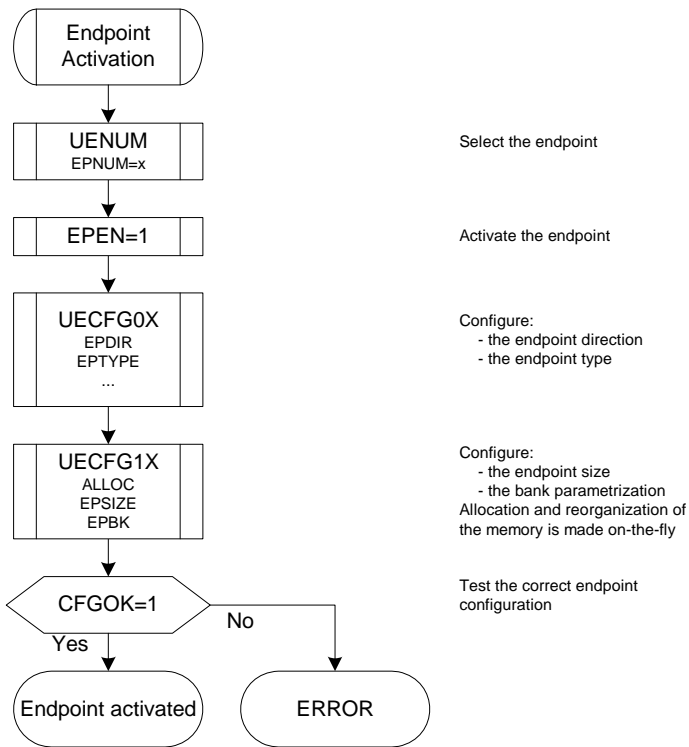 Endpoint
Activation
UENUM
EPNUM=x
Select the endpoint
EPEN=1
Activate the endpoint
UECFG0X
EPDIR
EPTYPE
...
Configure:
- the endpoint direction
- the endpoint type
UECFG1X
ALLOC
EPSIZE
EPBK
Configure:
- the endpoint size
- the bank parametrization
Allocation and reorganization of
the memory is made on-the-fly
CFGOK=1
Test the correct endpoint
configuration
No
Yes
Endpoint activated
ERROR